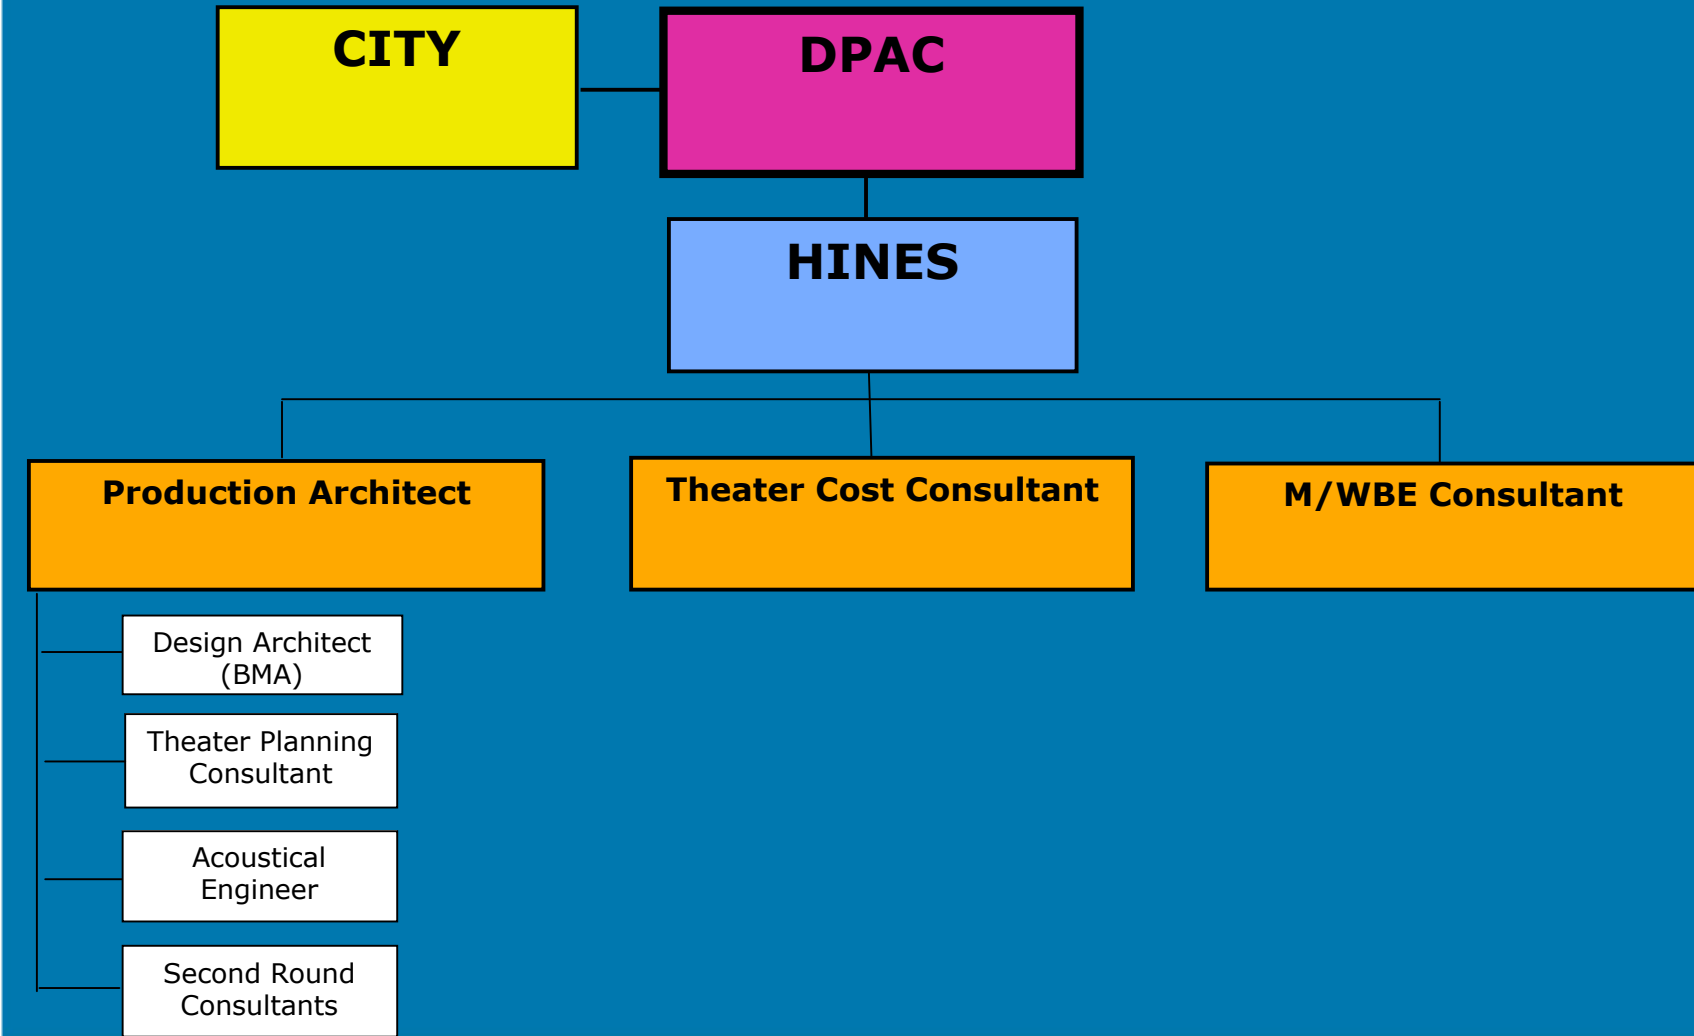 CITY
DPAC
HINES
Production Architect
Theater Cost Consultant
M/WBE Consultant
Design Architect
(BMA)
Theater Planning
Consultant
Acoustical
Engineer
Second Round
Consultants